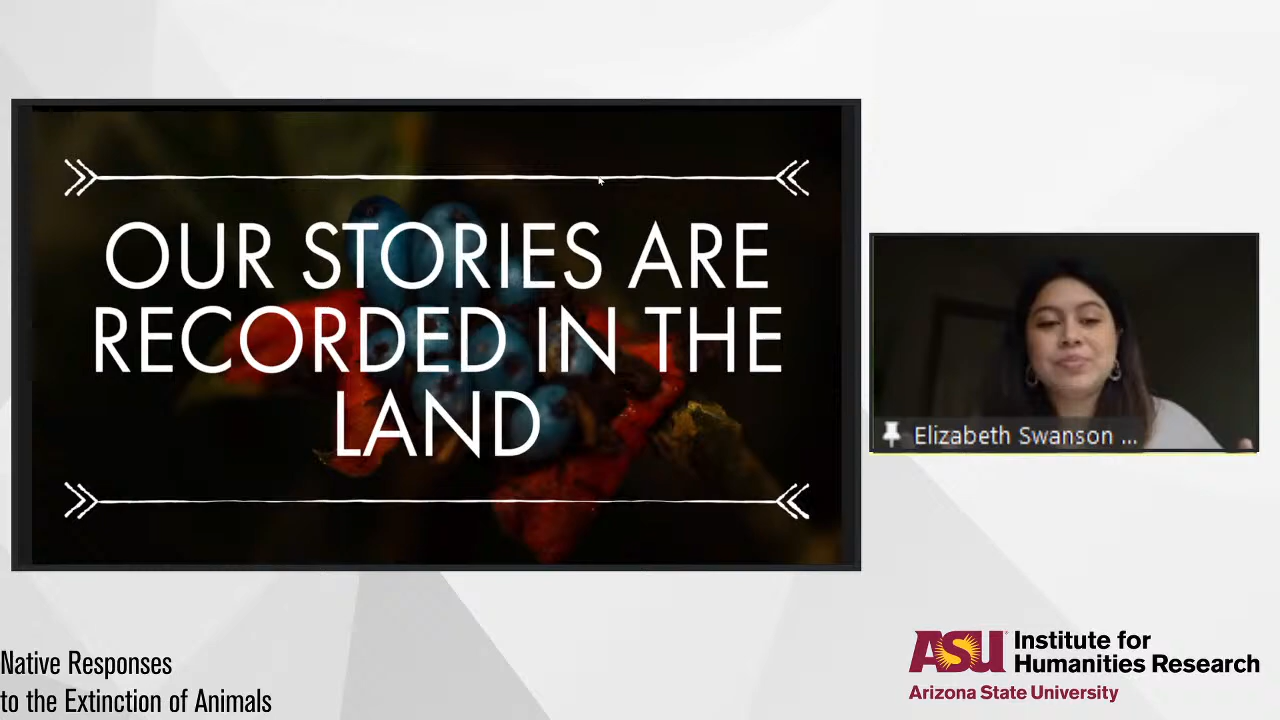 OUR STORIES ARE
RECORDED IN THE
LAND
Elizabeth Swanson ...
Native Responses
to the Extinction of Animals
ASU Institute for
Humanities Research
Arizona State University